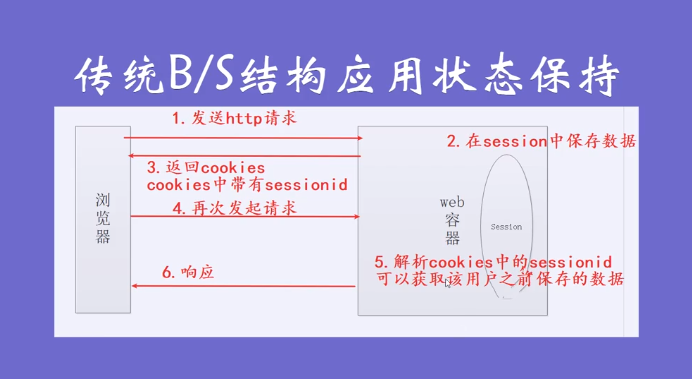 传统B/S结构应用状态保持
1.发送http请求
2.在session中保存数据
3.返回cookies
cookies中带有sessionid
4.再次发起请求
浏
览
器
web
容
器
Session
5.解析cookies中的sessionid
可以获取该用户之前保存的数据
6.响应